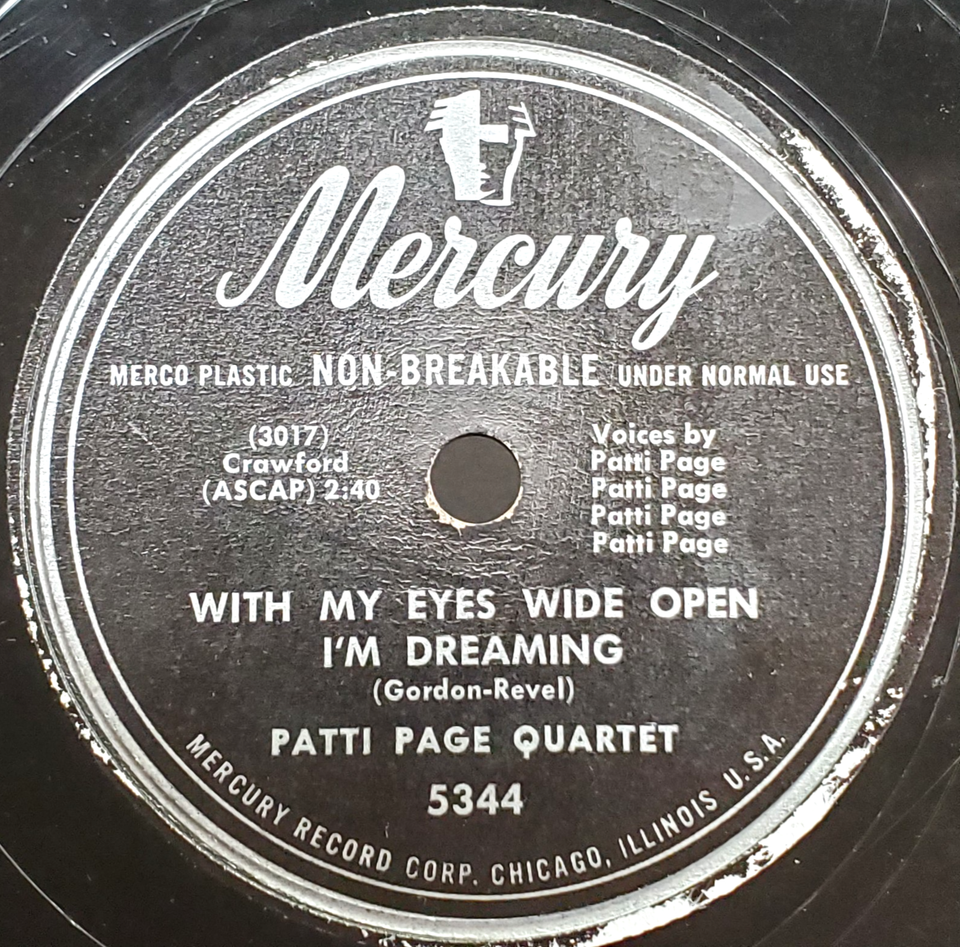 Mercury
MERCO PLASTIC NON-BREAKABLE UNDER NORMAL USE
(3017)
Crawford
(ASCAP) 2:40
Voices by
Patti Page
Patti Page
Patti Page
Patti Page
WITH MY EYES WIDE OPEN
I'M DREAMING
(Gordon-Revel)
PATTI PAGE QUARTET
5344
MERCURY RECORD CORP. CHICAGO, ILLINOIS U.S.A.